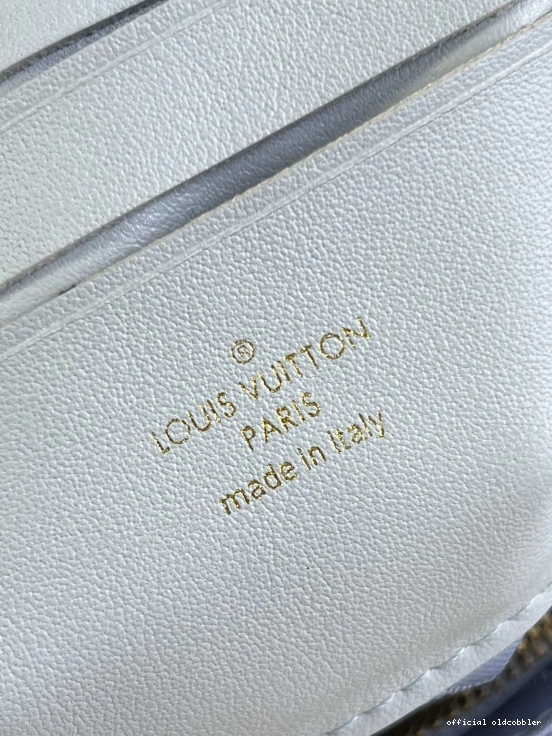 ®
LOUIS VUITTON
PARIS
made in Italy
official oldcobbler